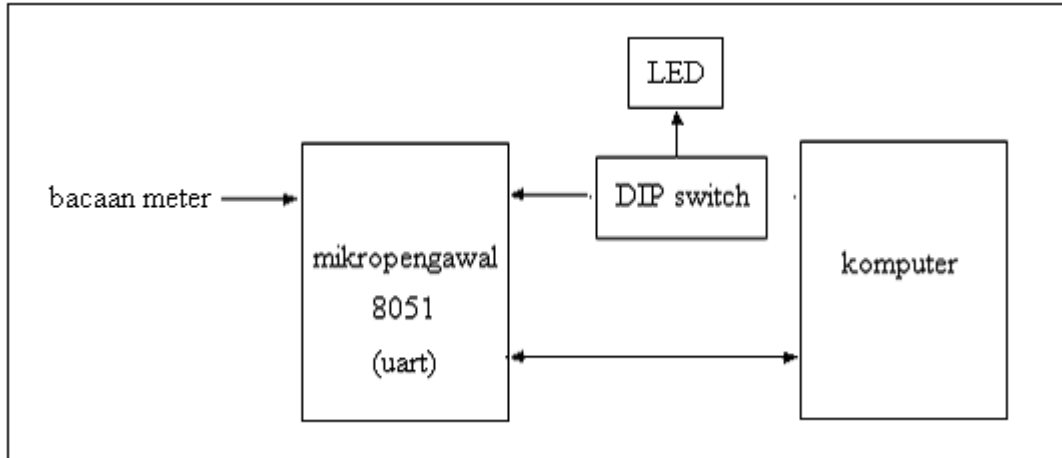 LED
bacaan meter
DIP switch
mikropengawal
8051
(uart)
komputer